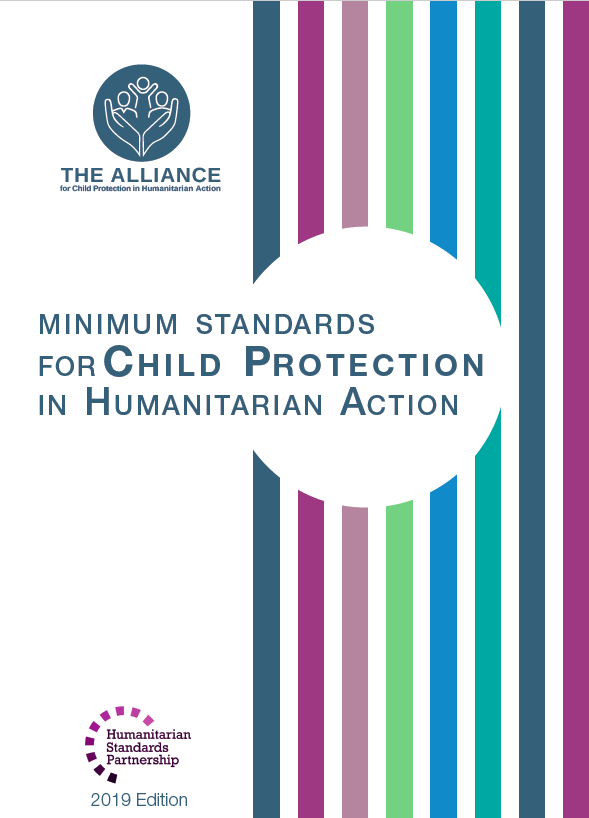 THE ALLIANCE
for Child Protection in Humanitarian Action
MINIMUM STANDARDS
FOR CHILD PROTECTION
IN HUMANITARIAN ACTION
Humanitarian
Standards
Partnership
2019 Edition